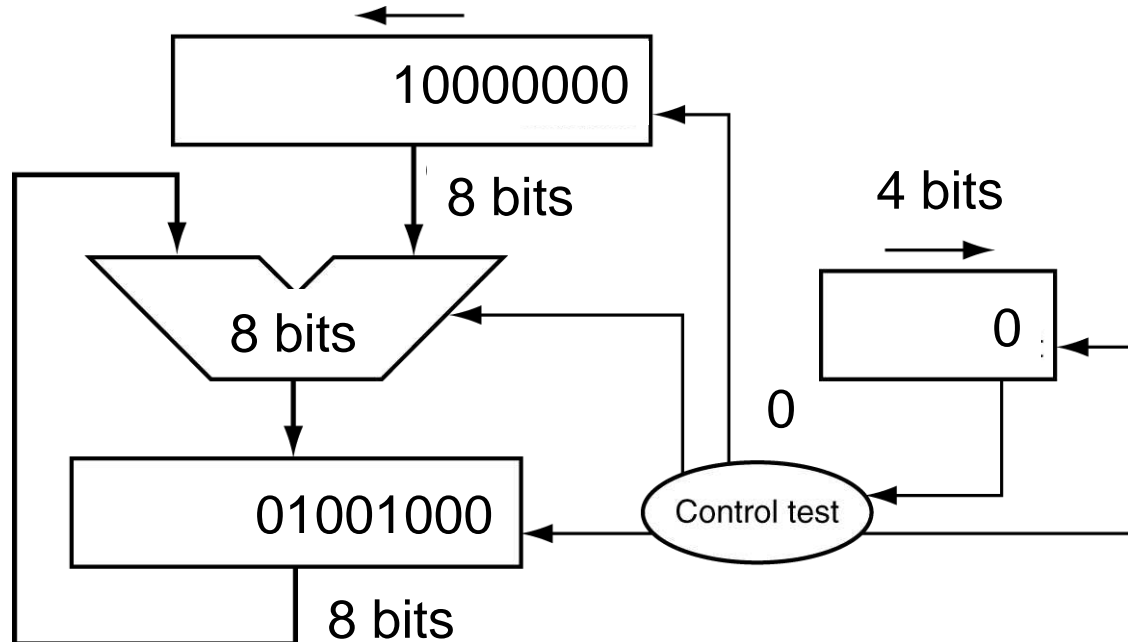 10000000
8 bits
4 bits
8 bits
0
0
01001000
Control test
8 bits